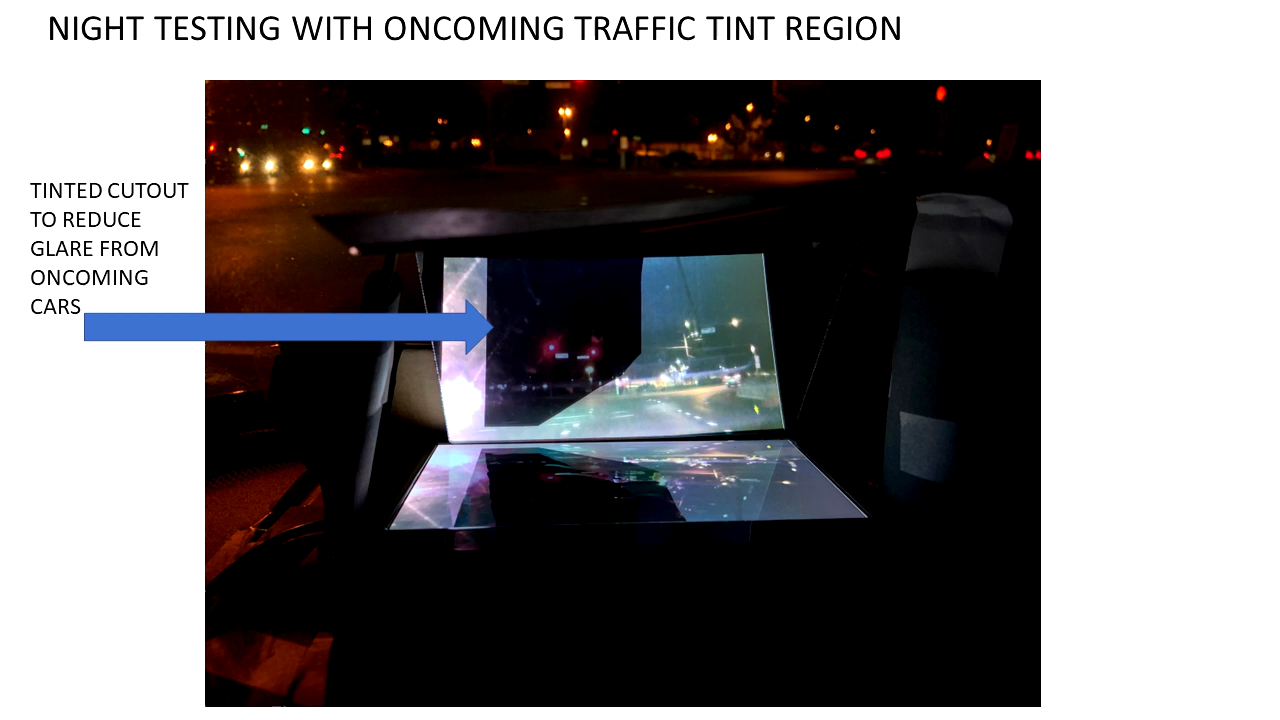 NIGHT TESTING WITH ONCOMING TRAFFIC TINT REGION
TINTED CUTOUT
TO REDUCE
GLARE FROM
ONCOMING
CARS